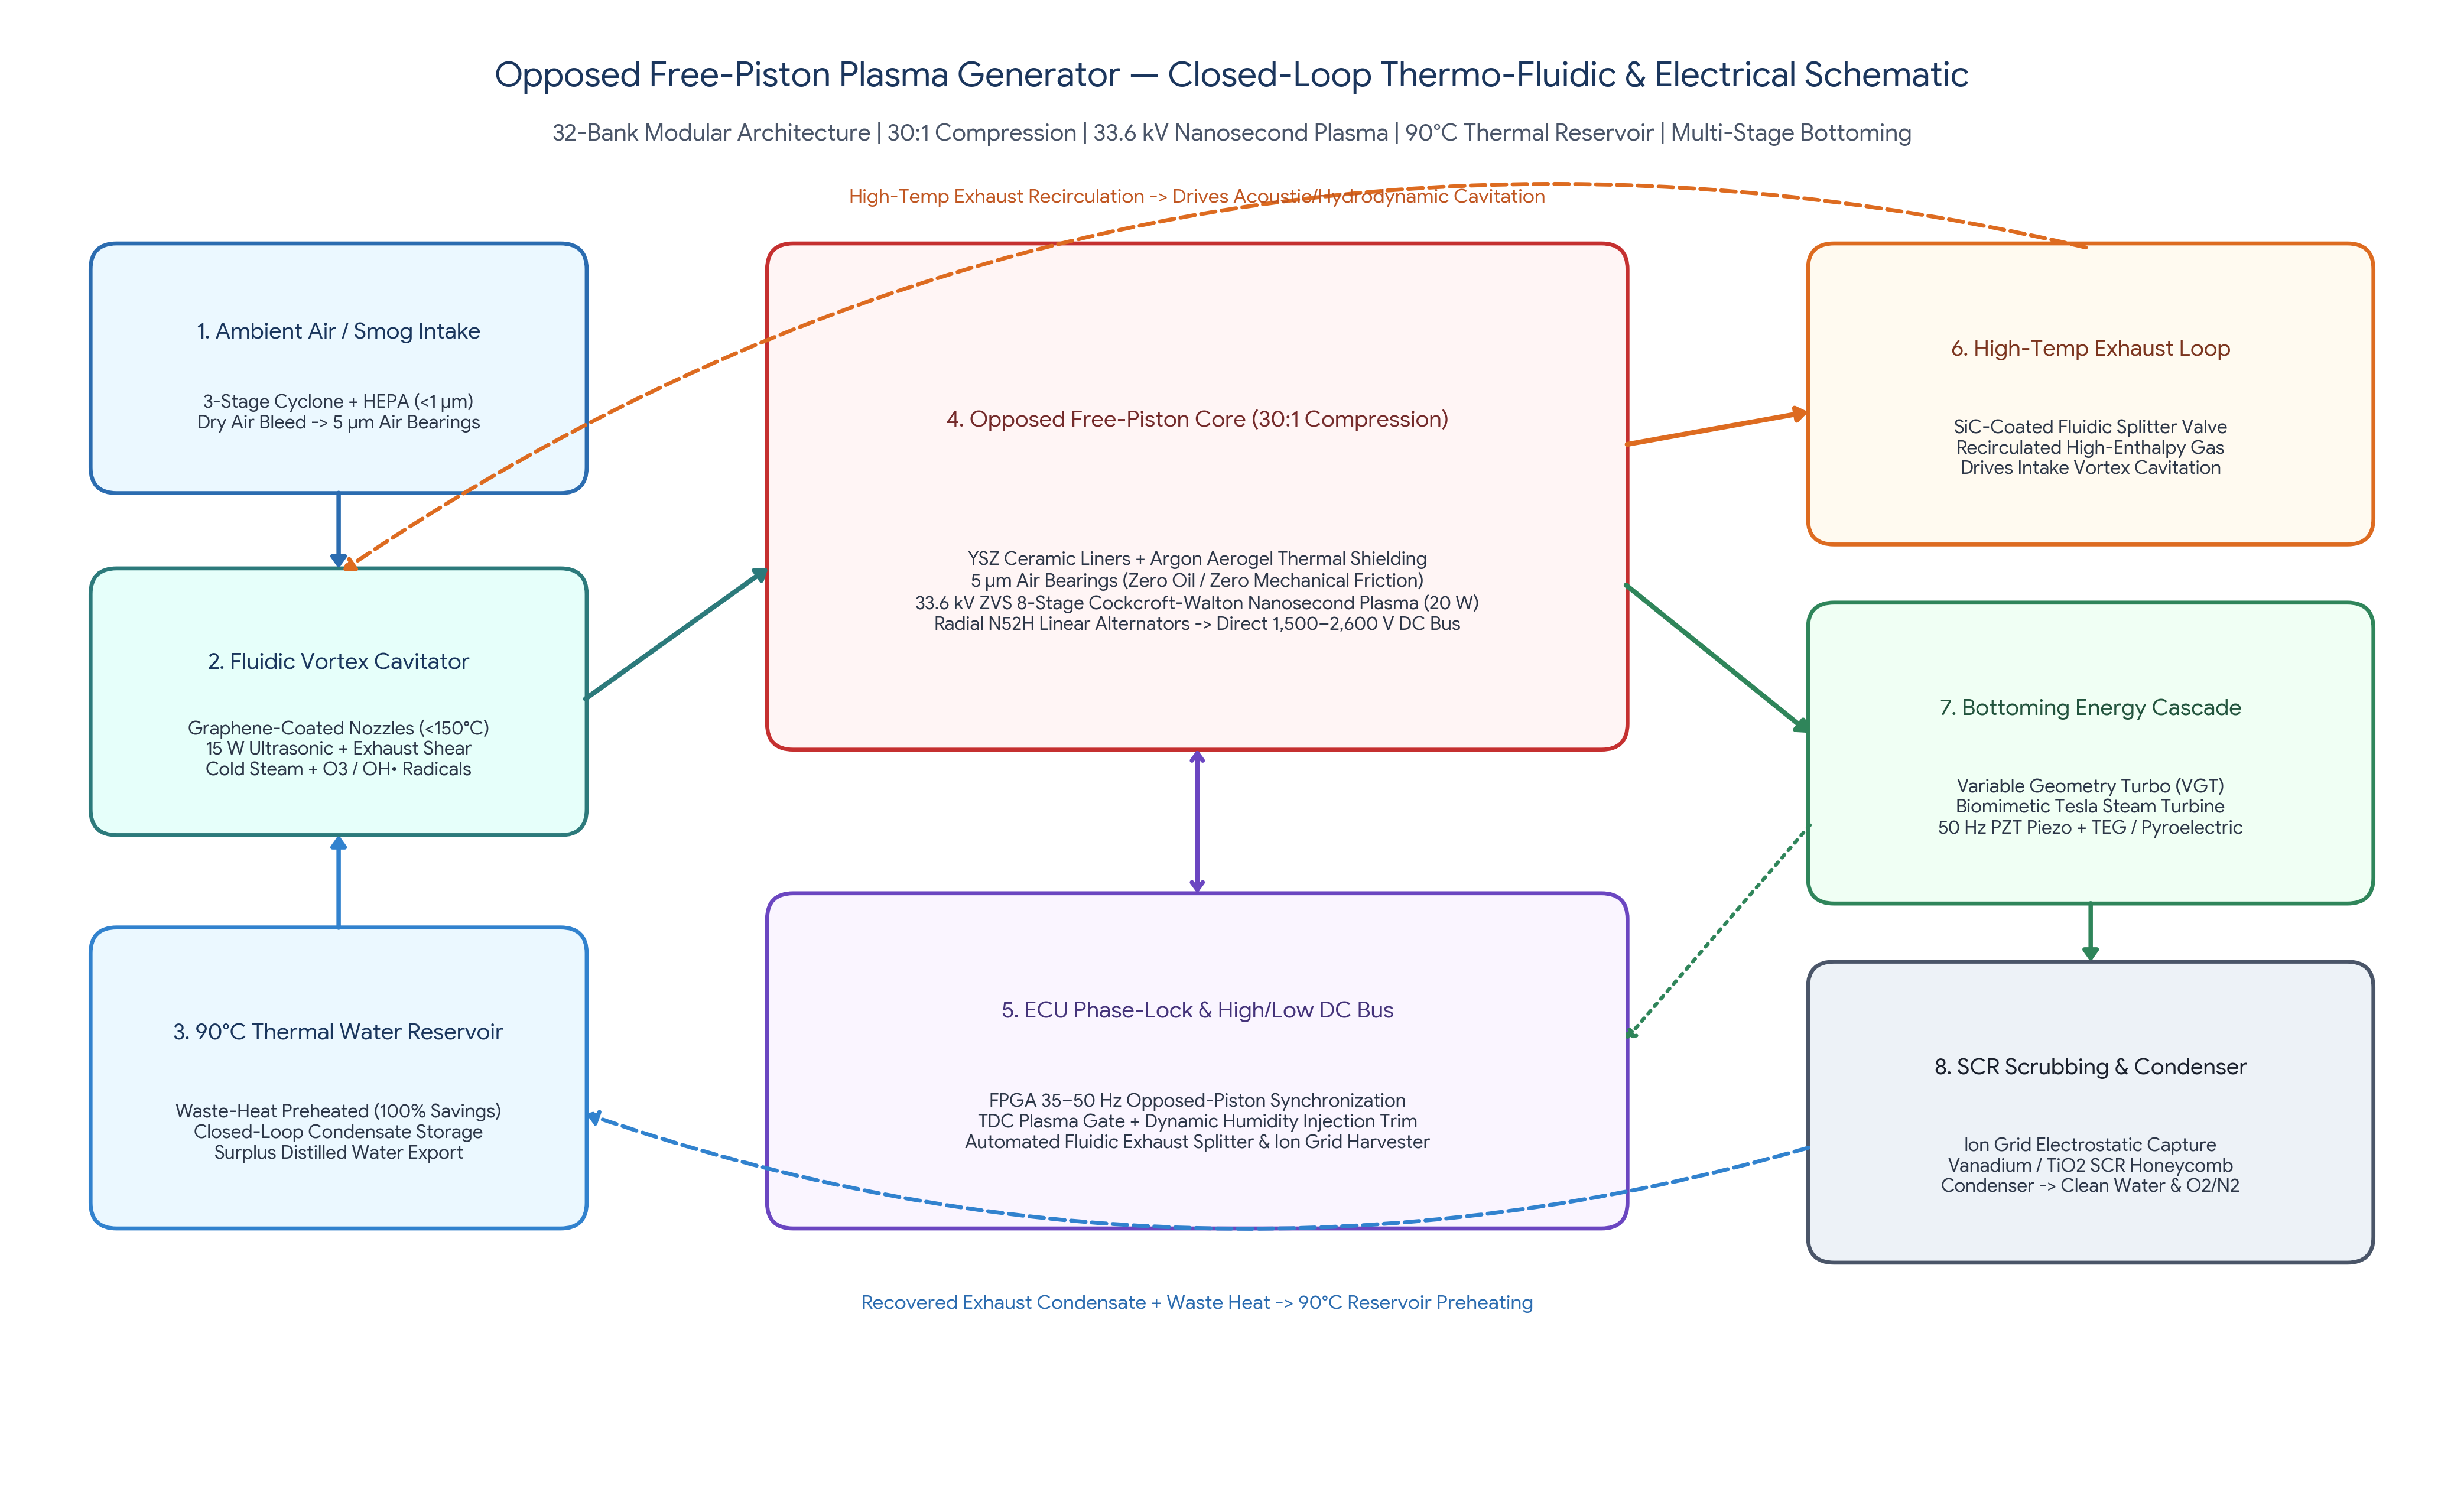 Opposed Free-Piston Plasma Generator — Closed-Loop Thermo-Fluidic & Electrical Schematic
32-Bank Modular Architecture | 30:1 Compression | 33.6 kV Nanosecond Plasma | 90°C Thermal Reservoir | Multi-Stage Bottoming
High-Temp Exhaust Recirculation -> Drives Acoustic/Hydrodynamic Cavitation
1. Ambient Air / Smog Intake
3-Stage Cyclone + HEPA (<1 µm)
Dry Air Bleed -> 5 µm Air Bearings
2. Fluidic Vortex Cavitator
Graphene-Coated Nozzles (<150°C)
15 W Ultrasonic + Exhaust Shear
Cold Steam + O3 / OH• Radicals
3. 90°C Thermal Water Reservoir
Waste-Heat Preheated (100% Savings)
Closed-Loop Condensate Storage
Surplus Distilled Water Export
4. Opposed Free-Piston Core (30:1 Compression)
YSZ Ceramic Liners + Argon Aerogel Thermal Shielding
5 µm Air Bearings (Zero Oil / Zero Mechanical Friction)
33.6 kV ZVS 8-Stage Cockcroft-Walton Nanosecond Plasma (20 W)
Radial N52H Linear Alternators -> Direct 1,500–2,600 V DC Bus
5. ECU Phase-Lock & High/Low DC Bus
FPGA 35–50 Hz Opposed-Piston Synchronization
TDC Plasma Gate + Dynamic Humidity Injection Trim
Automated Fluidic Exhaust Splitter & Ion Grid Harvester
6. High-Temp Exhaust Loop
SiC-Coated Fluidic Splitter Valve
Recirculated High-Enthalpy Gas
Drives Intake Vortex Cavitation
7. Bottoming Energy Cascade
Variable Geometry Turbo (VGT)
Biomimetic Tesla Steam Turbine
50 Hz PZT Piezo + TEG / Pyroelectric
8. SCR Scrubbing & Condenser
Ion Grid Electrostatic Capture
Vanadium / TiO2 SCR Honeycomb
Condenser -> Clean Water & O2/N2
Recovered Exhaust Condensate + Waste Heat -> 90°C Reservoir Preheating